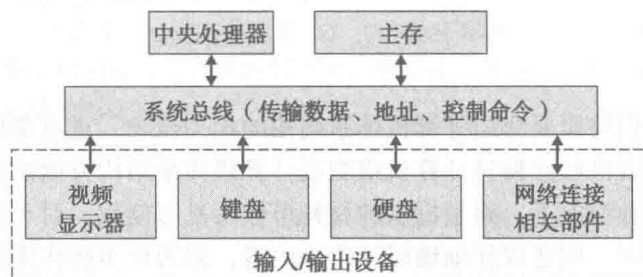 中央处理器
主存
系统总线（传输数据、地址、控制命令）
视频
显示器
键盘
硬盘
网络连接
相关部件
输入/输出设备